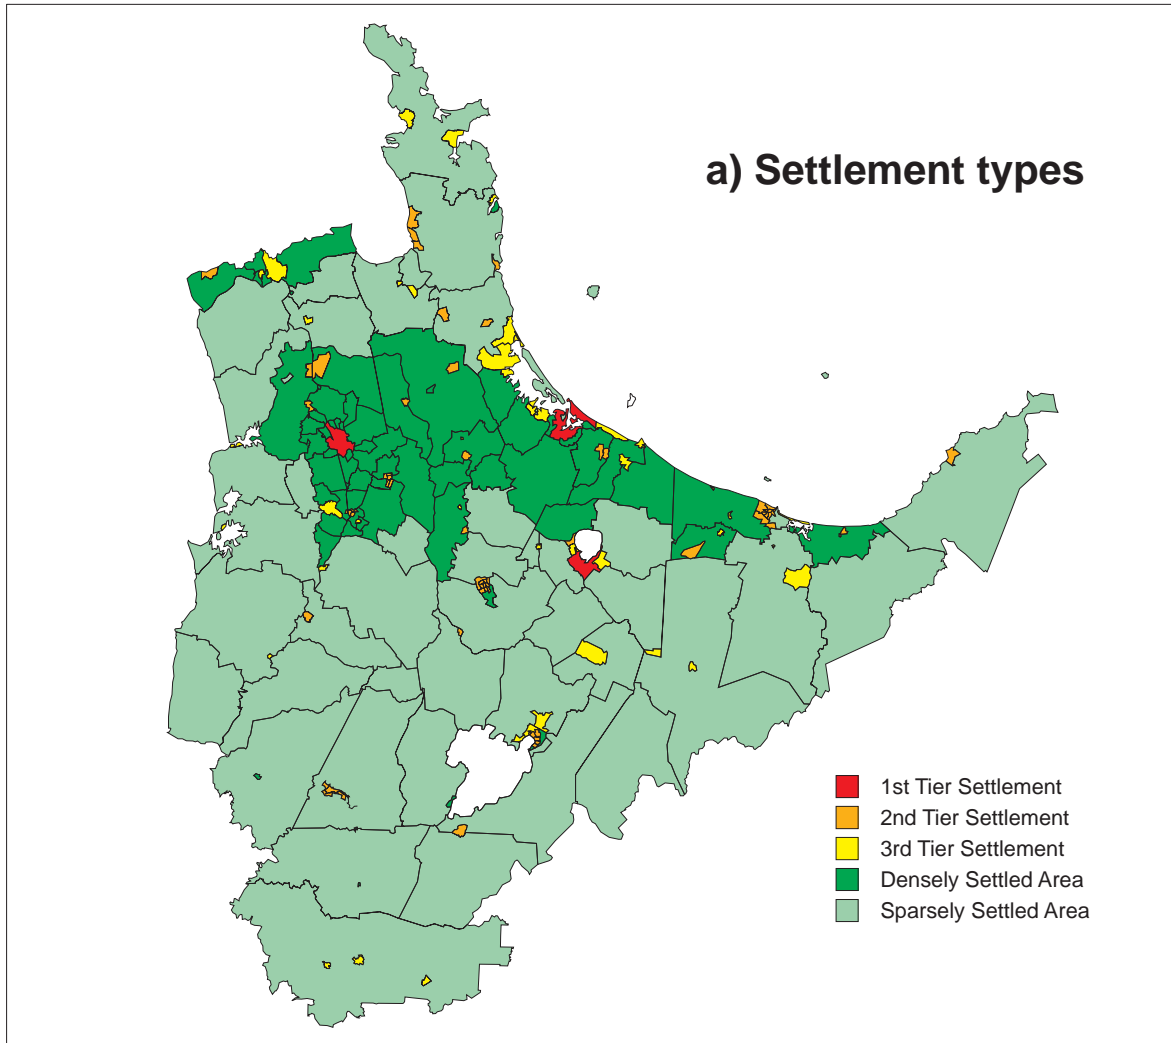 a) Settlement types
1st Tier Settlement
2nd Tier Settlement
3rd Tier Settlement
Densely Settled Area
Sparsely Settled Area